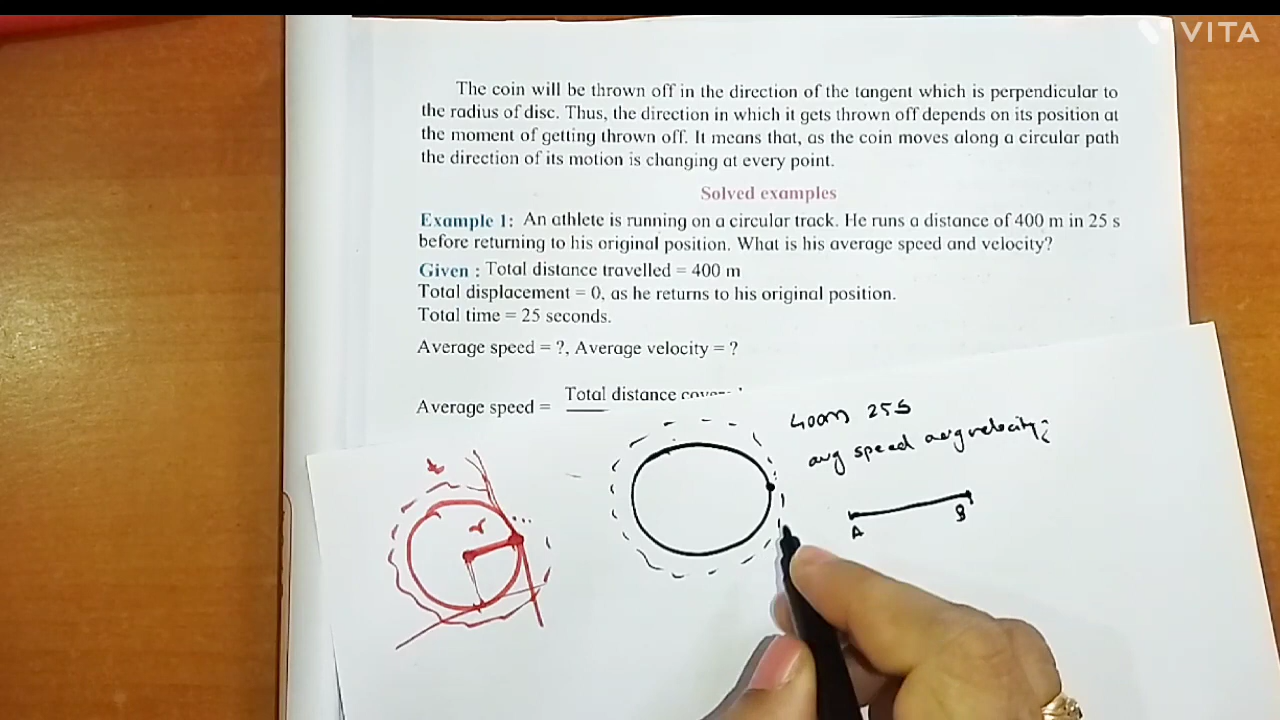 VITA
The coin will be thrown off in the direction of the tangent which is perpendicular to
the radius of disc. Thus, the direction in which it gets thrown off depends on its position at
the moment of getting thrown off. It means that, as the coin moves along a circular path
the direction of its motion is changing at every point.
Solved examples
Example 1: An athlete is running on a circular track. He runs a distance of 400 m in 25 s
before returning to his original position. What is his average speed and velocity?
Given : Total distance travelled = 400 m
Total displacement = 0, as he returns to his original position.
Total time = 25 seconds.
Average speed = ?, Average velocity = ?
Total distance
Average speed =
400m 25s
avg speed avg velocity?
A B
t
r